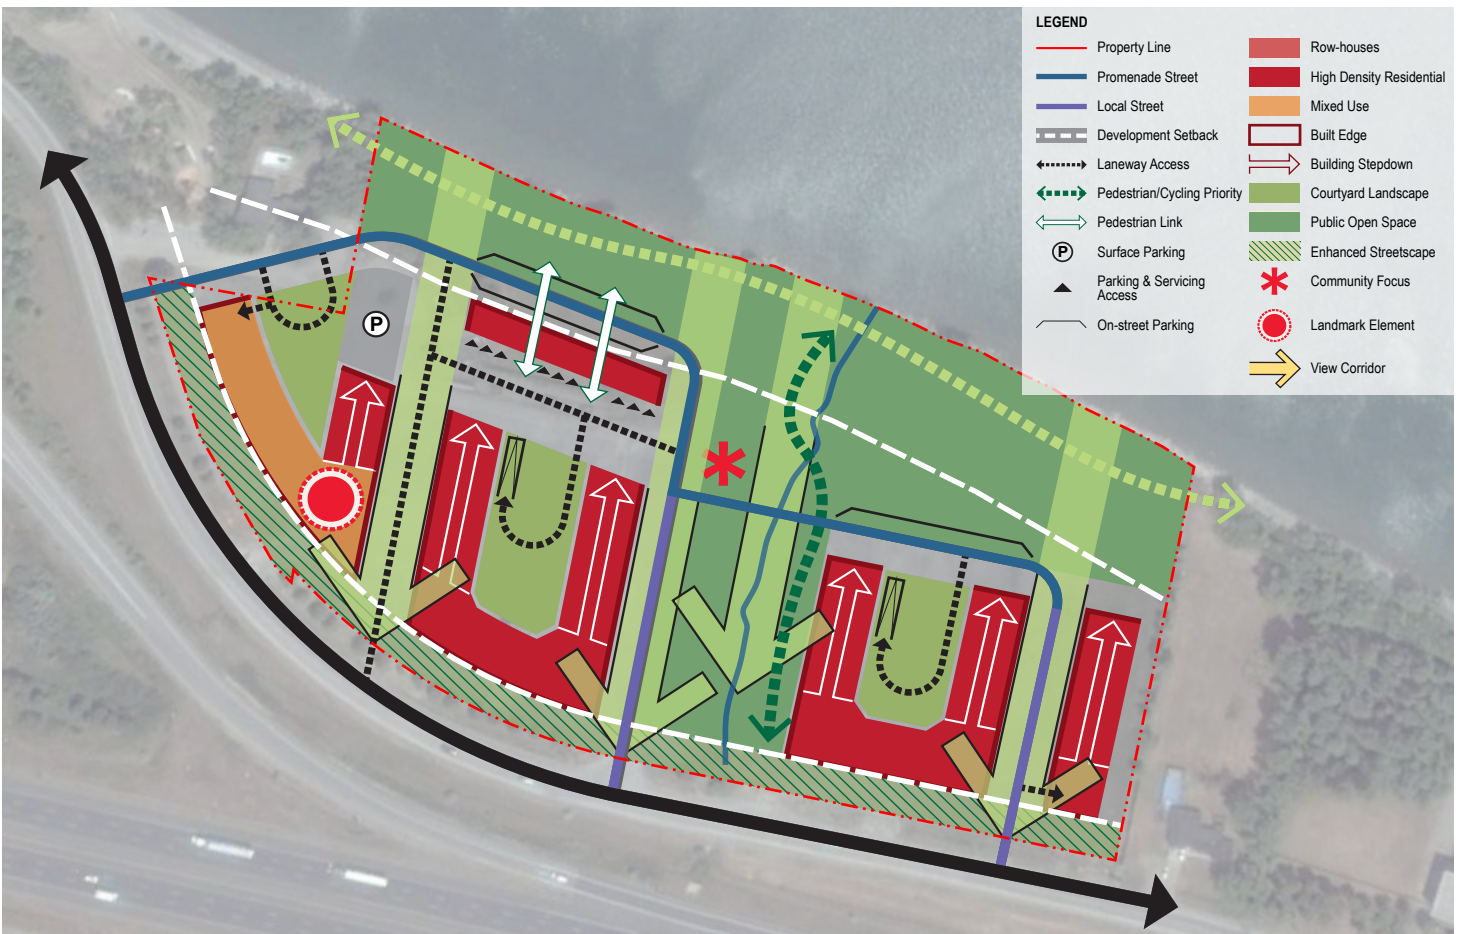 LEGEND
Property Line
Promenade Street
Local Street
Development Setback
Laneway Access
Pedestrian/Cycling Priority
Pedestrian Link
P Surface Parking
Parking & Servicing
Access
On-street Parking
Row-houses
High Density Residential
Mixed Use
Built Edge
Building Stepdown
Courtyard Landscape
Public Open Space
Enhanced Streetscape
Community Focus
Landmark Element
View Corridor
P